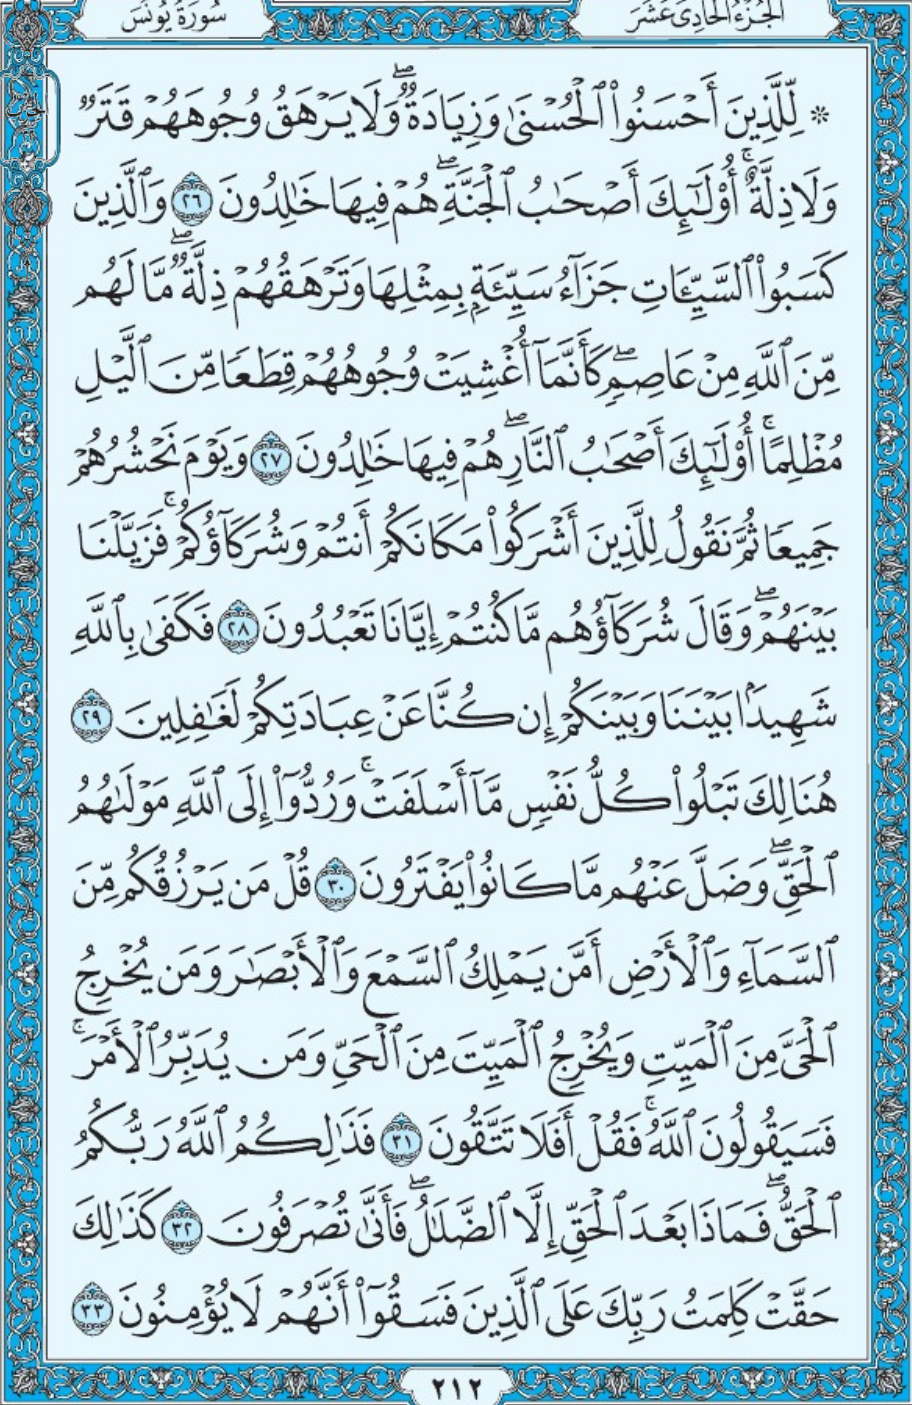 سُورَةُ يُونُسَ
الجُزْءُ الحَادِي عَشَرَ
۞ لِّلَّذِينَ أَحْسَنُوا۟ ٱلْحُسْنَىٰ وَزِيَادَةٌ ۖ وَلَا يَرْهَقُ وُجُوهَهُمْ قَتَرٌ
وَلَا ذِلَّةٌ ۚ أُو۟لَـٰٓئِكَ أَصْحَـٰبُ ٱلْجَنَّةِ ۖ هُمْ فِيهَا خَـٰلِدُونَ ٢٦ وَٱلَّذِينَ
كَسَبُوا۟ ٱلسَّيِّـَٔاتِ جَزَآءُ سَيِّئَةٍۭ بِمِثْلِهَا وَتَرْهَقُهُمْ ذِلَّةٌ ۖ مَّا لَهُم
مِّنَ ٱللَّهِ مِنْ عَاصِمٍ ۖ كَأَنَّمَآ أُغْشِيَتْ وُجُوهُهُمْ قِطَعًا مِّنَ ٱلَّيْلِ
مُظْلِمًا ۚ أُو۟لَـٰٓئِكَ أَصْحَـٰبُ ٱلنَّارِ ۖ هُمْ فِيهَا خَـٰلِدُونَ ٢٧ وَيَوْمَ نَحْشُرُهُمْ
جَمِيعًا ثُمَّ نَقُولُ لِلَّذِينَ أَشْرَكُوا۟ مَكَانَكُمْ أَنتُمْ وَشُرَكَآؤُكُمْ ۚ فَزَيَّلْنَا
بَيْنَهُمْ ۖ وَقَالَ شُرَكَآؤُهُم مَّا كُنتُمْ إِيَّانَا تَعْبُدُونَ ٢٨ فَكَفَىٰ بِٱللَّهِ
شَهِيدًۢا بَيْنَنَا وَبَيْنَكُمْ إِن كُنَّا عَنْ عِبَادَتِكُمْ لَغَـٰفِلِينَ ٢٩
هُنَالِكَ تَبْلُوا۟ كُلُّ نَفْسٍ مَّآ أَسْلَفَتْ ۚ وَرُدُّوٓا۟ إِلَى ٱللَّهِ مَوْلَىٰهُمُ
ٱلْحَقِّ ۖ وَضَلَّ عَنْهُم مَّا كَانُوا۟ يَفْتَرُونَ ٣٠ قُلْ مَن يَرْزُقُكُم مِّنَ
ٱلسَّمَآءِ وَٱلْأَرْضِ أَمَّن يَمْلِكُ ٱلسَّمْعَ وَٱلْأَبْصَـٰرَ وَمَن يُخْرِجُ
ٱلْحَىَّ مِنَ ٱلْمَيِّتِ وَيُخْرِجُ ٱلْمَيِّتَ مِنَ ٱلْحَىِّ وَمَن يُدَبِّرُ ٱلْأَمْرَ ۚ
فَسَيَقُولُونَ ٱللَّهُ ۚ فَقُلْ أَفَلَا تَتَّقُونَ ٣١ فَذَٰلِكُمُ ٱللَّهُ رَبُّكُمُ
ٱلْحَقُّ ۖ فَمَاذَا بَعْدَ ٱلْحَقِّ إِلَّا ٱلضَّلَـٰلُ ۖ فَأَنَّىٰ تُصْرَفُونَ ٣٢ كَذَٰلِكَ
حَقَّتْ كَلِمَتُ رَبِّكَ عَلَى ٱلَّذِينَ فَسَقُوٓا۟ أَنَّهُمْ لَا يُؤْمِنُونَ ٣٣
٢١٢